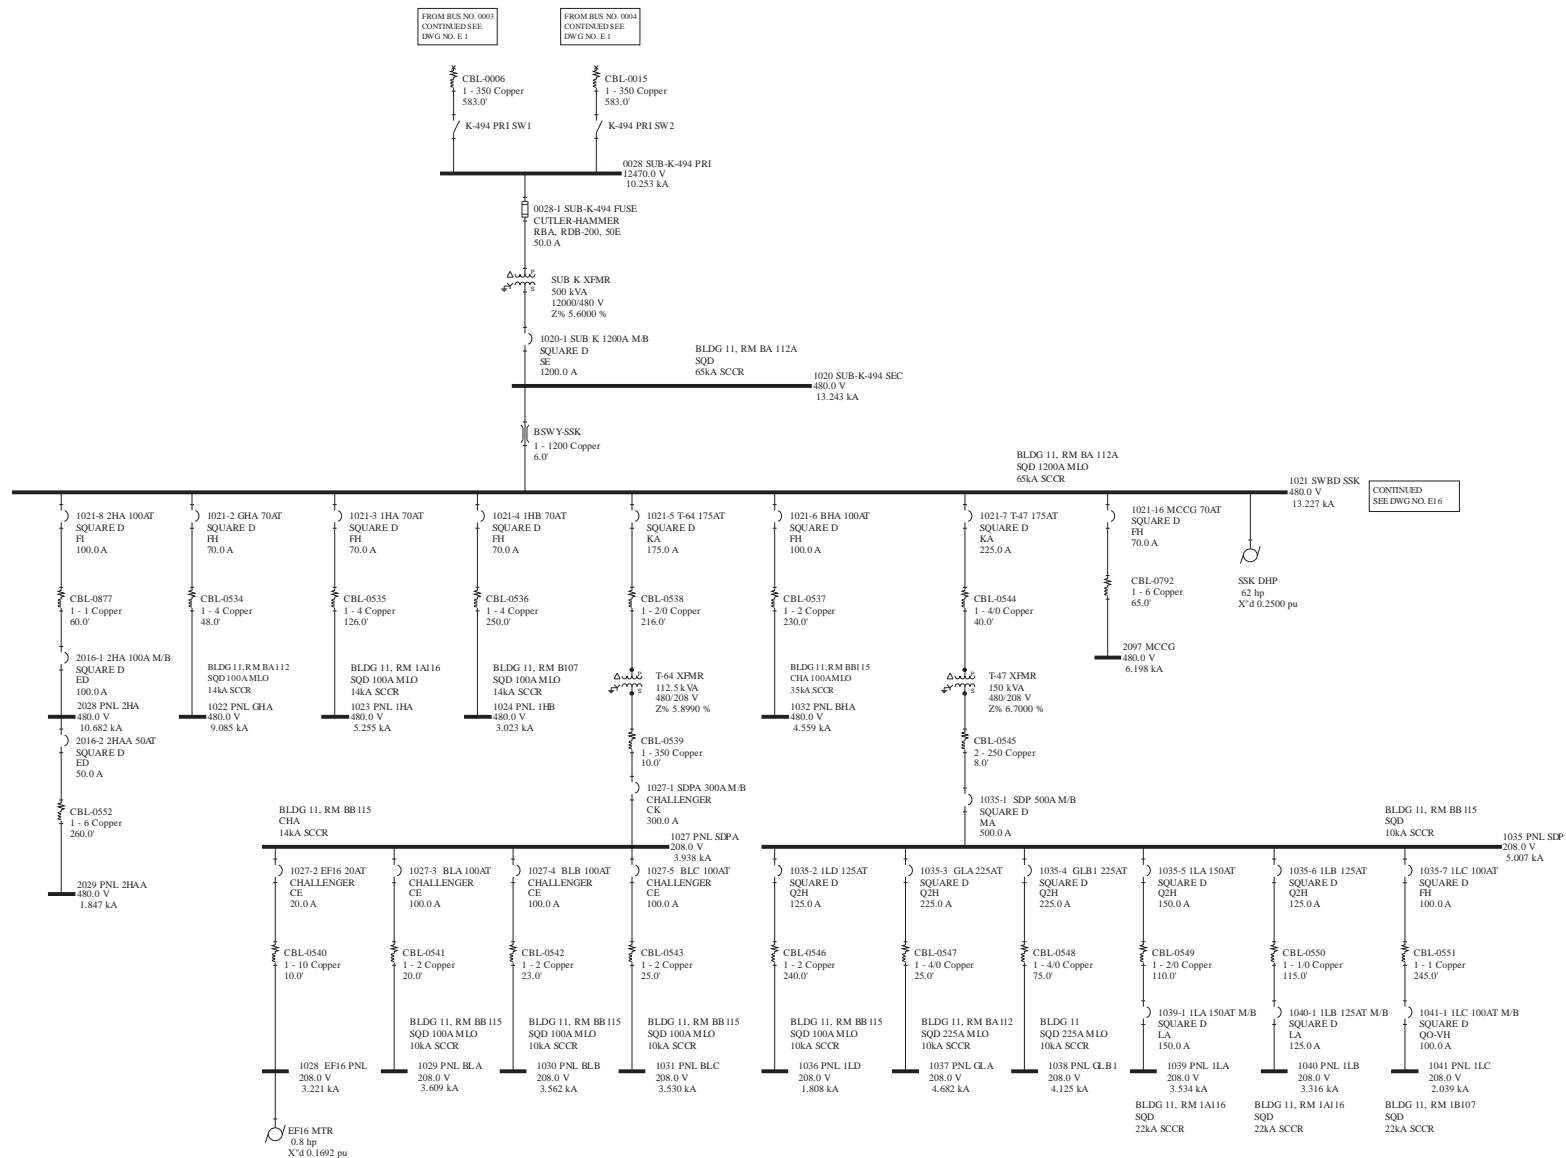 FROM BUS NO. 0003
CONTINUED SEE
DWG NO. E 1
FROM BUS NO. 0004
CONTINUED SEE
DWG NO. E 1
CBL-0006
1 - 350 Copper
583.0'
CBL-0015
1 - 350 Copper
583.0'
K-494 PRI SW1
K-494 PRI SW2
0028 SUB-K-494 PRI
12470.0 V
10.253 kA
0028-1 SUB-K-494 FUSE
CUTLER-HAMMER
RBA, RDB-200, 50E
50.0 A
P
S
SUB K XFMR
500 kVA
12000/480 V
Z% 5.6000 %
1020-1 SUB K 1200A M/B
SQUARE D
SE
1200.0 A
BLDG 11, RM BA 112A
SQD
65kA SCCR
1020 SUB-K-494 SEC
480.0 V
13.243 kA
BSWY-SSK
1 - 1200 Copper
6.0'
BLDG 11, RM BA 112A
SQD 1200A MLO
65kA SCCR
1021 SWBD SSK
480.0 V
13.227 kA
CONTINUED
SEE DWG NO. E16
1021-8 2HA 100AT
SQUARE D
FI
100.0 A
1021-2 GHA 70AT
SQUARE D
FH
70.0 A
1021-3 1HA 70AT
SQUARE D
FH
70.0 A
1021-4 1HB 70AT
SQUARE D
FH
70.0 A
1021-5 T-64 175AT
SQUARE D
KA
175.0 A
1021-6 BHA 100AT
SQUARE D
FH
100.0 A
1021-7 T-47 175AT
SQUARE D
KA
225.0 A
1021-16 MCCG 70AT
SQUARE D
FH
70.0 A
SSK DHP
62 hp
X"d 0.2500 pu
CBL-0877
1 - 1 Copper
60.0'
CBL-0534
1 - 4 Copper
48.0'
CBL-0535
1 - 4 Copper
126.0'
CBL-0536
1 - 4 Copper
250.0'
CBL-0538
1 - 2/0 Copper
216.0'
CBL-0537
1 - 2 Copper
230.0'
CBL-0544
1 - 4/0 Copper
40.0'
CBL-0792
1 - 6 Copper
65.0'
2097 MCCG
480.0 V
6.198 kA
2016-1 2HA 100A M/B
SQUARE D
ED
100.0 A
2028 PNL 2HA
480.0 V
10.682 kA
BLDG 11, RM BA112
SQD 100A MLO
14kA SCCR
1022 PNL GHA
480.0 V
9.085 kA
BLDG 11, RM 1A116
SQD 100A MLO
14kA SCCR
1023 PNL 1HA
480.0 V
5.255 kA
BLDG 11, RM B107
SQD 100A MLO
14kA SCCR
1024 PNL 1HB
480.0 V
3.023 kA
P
S
T-64 XFMR
112.5 kVA
480/208 V
Z% 5.8990 %
BLDG 11, RM BB115
CHA 100A MLO
35kA SCCR
1032 PNL BHA
480.0 V
4.559 kA
P
S
T-47 XFMR
150 kVA
480/208 V
Z% 6.7000 %
2016-2 2HAA 50AT
SQUARE D
ED
50.0 A
CBL-0539
1 - 350 Copper
10.0'
CBL-0545
2 - 250 Copper
8.0'
1027-1 SDPA 300A M/B
CHALLENGER
CK
300.0 A
1035-1 SDP 500A M/B
SQUARE D
MA
500.0 A
CBL-0552
1 - 6 Copper
260.0'
2029 PNL 2HAA
480.0 V
1.847 kA
BLDG 11, RM BB115
CHA
14kA SCCR
1027 PNL SDPA
208.0 V
3.938 kA
BLDG 11, RM BB115
SQD
10kA SCCR
1035 PNL SDP
208.0 V
5.007 kA
1027-2 EF16 20AT
CHALLENGER
CE
20.0 A
1027-3 BLA 100AT
CHALLENGER
CE
100.0 A
1027-4 BLB 100AT
CHALLENGER
CE
100.0 A
1027-5 BLC 100AT
CHALLENGER
CE
100.0 A
1035-2 1LD 125AT
SQUARE D
Q2H
125.0 A
1035-3 GLA 225AT
SQUARE D
Q2H
225.0 A
1035-4 GLB1 225AT
SQUARE D
Q2H
225.0 A
1035-5 1LA 150AT
SQUARE D
Q2H
150.0 A
1035-6 1LB 125AT
SQUARE D
Q2H
125.0 A
1035-7 1LC 100AT
SQUARE D
FH
100.0 A
CBL-0540
1 - 10 Copper
10.0'
CBL-0541
1 - 2 Copper
20.0'
CBL-0542
1 - 2 Copper
23.0'
CBL-0543
1 - 2 Copper
25.0'
CBL-0546
1 - 2 Copper
240.0'
CBL-0547
1 - 4/0 Copper
25.0'
CBL-0548
1 - 4/0 Copper
75.0'
CBL-0549
1 - 2/0 Copper
110.0'
CBL-0550
1 - 1/0 Copper
115.0'
CBL-0551
1 - 1 Copper
245.0'
1039-1 1LA 150AT M/B
SQUARE D
LA
150.0 A
1040-1 1LB 125AT M/B
SQUARE D
LA
125.0 A
1041-1 1LC 100AT M/B
SQUARE D
QO-VH
100.0 A
BLDG 11, RM BB115
SQD 100A MLO
10kA SCCR
BLDG 11, RM BB115
SQD 100A MLO
10kA SCCR
BLDG 11, RM BB115
SQD 100A MLO
10kA SCCR
BLDG 11, RM BB115
SQD 100A MLO
10kA SCCR
BLDG 11, RM BA112
SQD 225A MLO
10kA SCCR
BLDG 11
SQD 225A MLO
10kA SCCR
1028 EF16 PNL
208.0 V
3.221 kA
1029 PNL BLA
208.0 V
3.609 kA
1030 PNL BLB
208.0 V
3.562 kA
1031 PNL BLC
208.0 V
3.530 kA
1036 PNL 1LD
208.0 V
1.808 kA
1037 PNL GLA
208.0 V
4.682 kA
1038 PNL GLB1
208.0 V
4.125 kA
1039 PNL 1LA
208.0 V
3.534 kA
1040 PNL 1LB
208.0 V
3.316 kA
1041 PNL 1LC
208.0 V
2.039 kA
BLDG 11, RM 1A116
SQD
22kA SCCR
BLDG 11, RM 1A116
SQD
22kA SCCR
BLDG 11, RM 1B107
SQD
22kA SCCR
EF16 MTR
0.8 hp
X"d 0.1692 pu